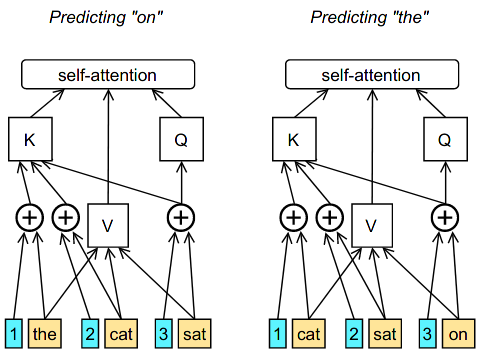 Predicting "on"
Predicting "the"
self-attention
self-attention
K
Q
K
Q
V
V
1 the 2 cat 3 sat
1 cat 2 sat 3 on